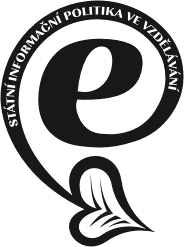 STÁTNÍ INFORMAČNÍ POLITIKA VE VZDĚLÁVÁNÍ
e